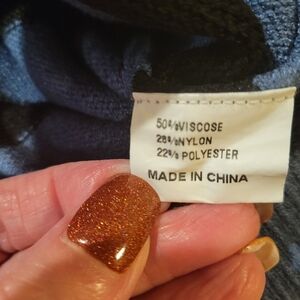 50%VISCOSE
28%NYLON
22% POLYESTER
MADE IN CHINA